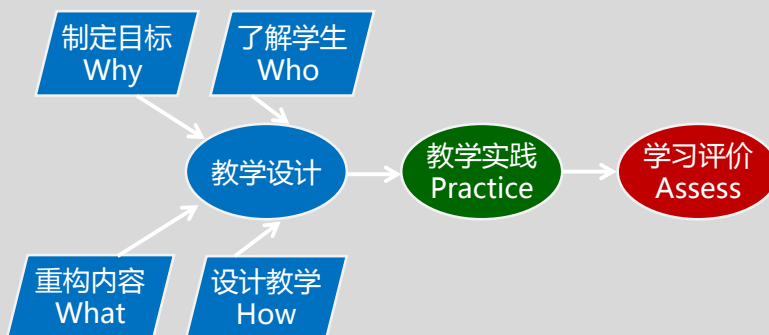 制定目标
Why
了解学生
Who
教学设计
教学实践
Practice
学习评价
Assess
重构内容
What
设计教学
How